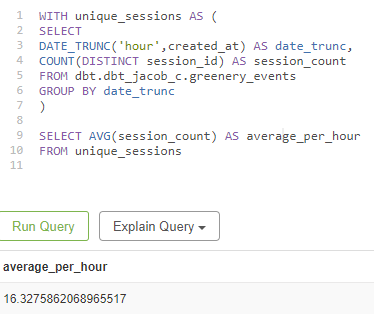 1 WITH unique_sessions AS (
2 SELECT
3 DATE_TRUNC('hour',created_at) AS date_trunc,
4 COUNT(DISTINCT session_id) AS session_count
5 FROM dbt.dbt_jacob_c.greenery_events
6 GROUP BY date_trunc
7 )
8
9 SELECT AVG(session_count) AS average_per_hour
10 FROM unique_sessions
11
Run Query Explain Query
average_per_hour
16.3275862068965517